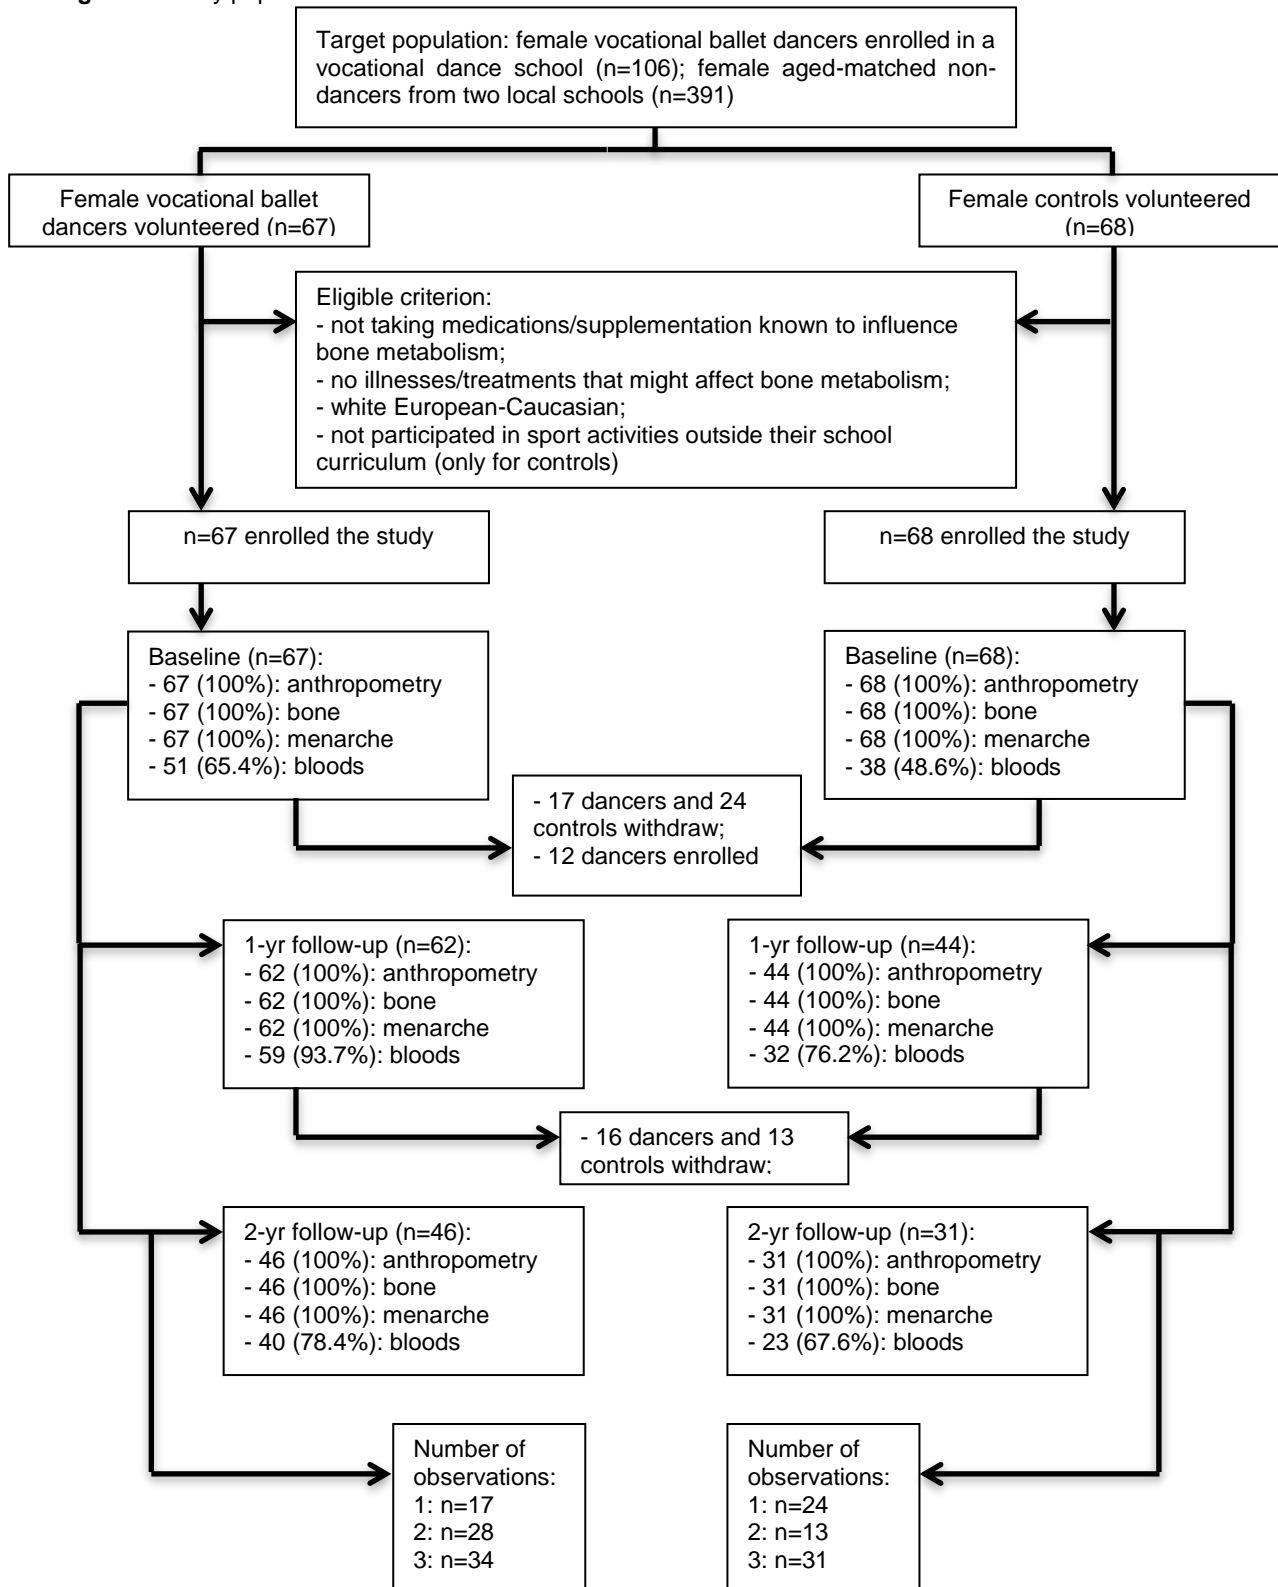 Target population: female vocational ballet dancers enrolled in a
vocational dance school (n=106); female aged-matched non-
dancers from two local schools (n=391)
Female vocational ballet
dancers volunteered (n=67)
Female controls volunteered
(n=68)
Eligible criterion:
- not taking medications/supplementation known to influence
bone metabolism;
- no illnesses/treatments that might affect bone metabolism;
- white European-Caucasian;
- not participated in sport activities outside their school
curriculum (only for controls)
n=67 enrolled the study
n=68 enrolled the study
Baseline (n=67):
- 67 (100%): anthropometry
- 67 (100%): bone
- 67 (100%): menarche
- 51 (65.4%): bloods
Baseline (n=68):
- 68 (100%): anthropometry
- 68 (100%): bone
- 68 (100%): menarche
- 38 (48.6%): bloods
- 17 dancers and 24
controls withdraw;
- 12 dancers enrolled
1-yr follow-up (n=62):
- 62 (100%): anthropometry
- 62 (100%): bone
- 62 (100%): menarche
- 59 (93.7%): bloods
1-yr follow-up (n=44):
- 44 (100%): anthropometry
- 44 (100%): bone
- 44 (100%): menarche
- 32 (76.2%): bloods
- 16 dancers and 13
controls withdraw;
2-yr follow-up (n=46):
- 46 (100%): anthropometry
- 46 (100%): bone
- 46 (100%): menarche
- 40 (78.4%): bloods
2-yr follow-up (n=31):
- 31 (100%): anthropometry
- 31 (100%): bone
- 31 (100%): menarche
- 23 (67.6%): bloods
Number of
observations:
1: n=17
2: n=28
3: n=34
Number of
observations:
1: n=24
2: n=13
3: n=31